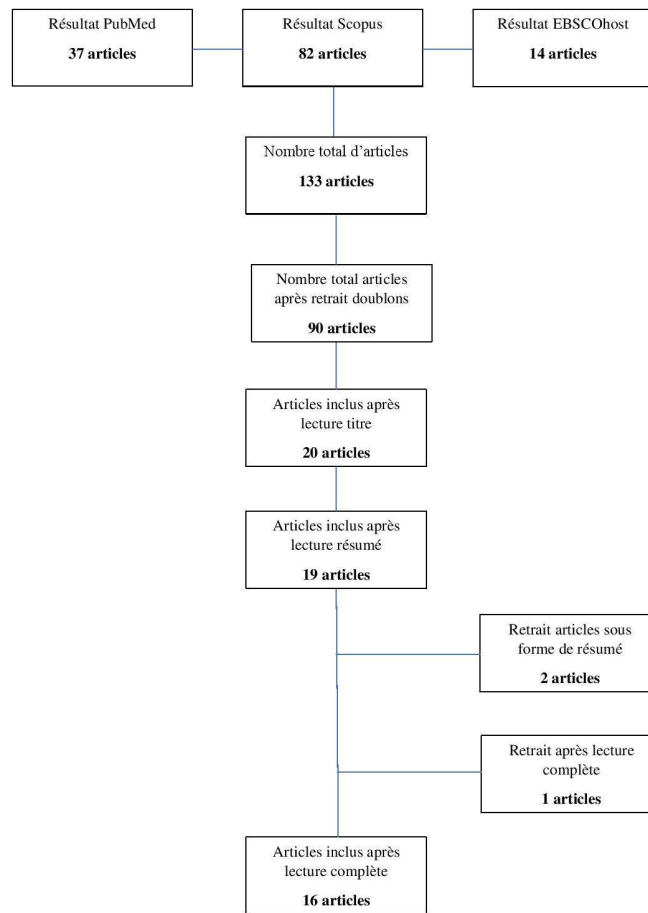 Résultat PubMed
37 articles
Résultat Scopus
82 articles
Résultat EBSCOhost
14 articles
Nombre total d'articles
133 articles
Nombre total articles
après retrait doublons
90 articles
Articles inclus après
lecture titre
20 articles
Articles inclus après
lecture résumé
19 articles
Retrait articles sous
forme de résumé
2 articles
Retrait après lecture
complète
1 articles
Articles inclus après
lecture complète
16 articles